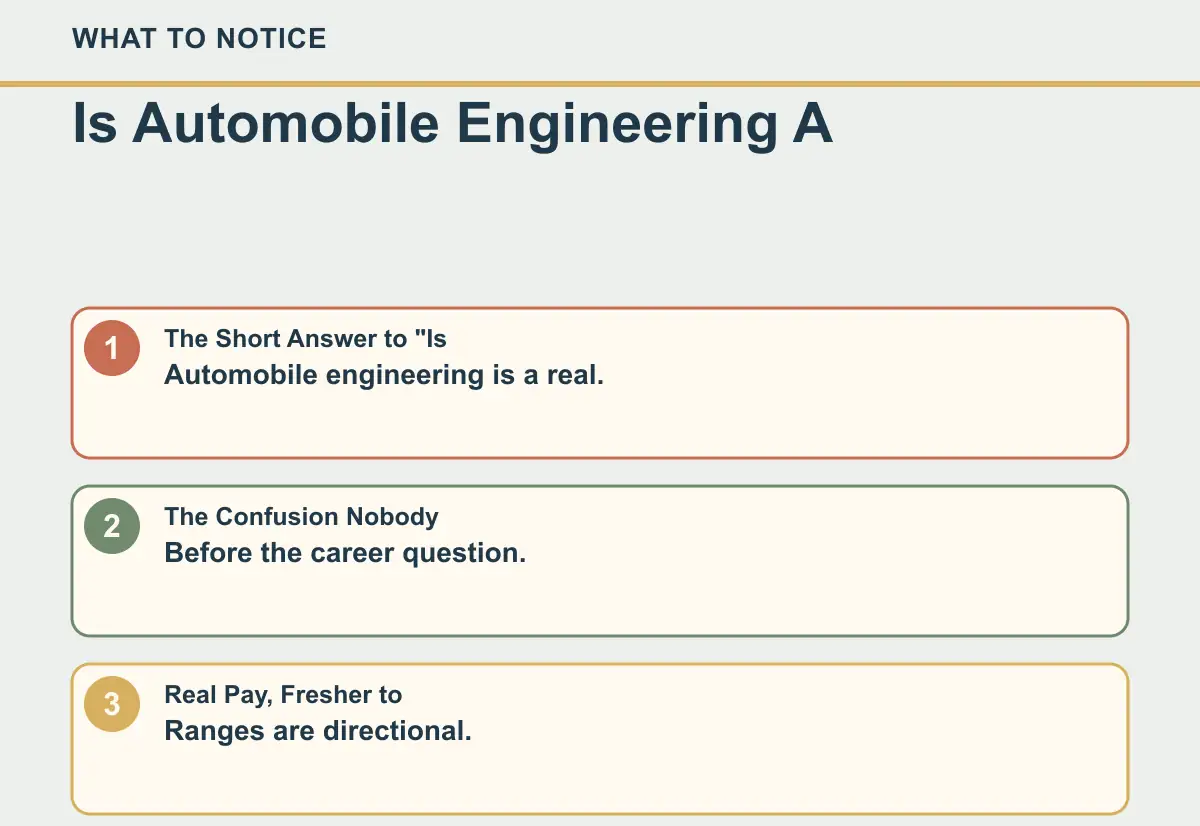 WHAT TO NOTICE
Is Automobile Engineering A
1
The Short Answer to "Is
Automobile engineering is a real.
2
The Confusion Nobody
Before the career question.
3
Real Pay, Fresher to
Ranges are directional.